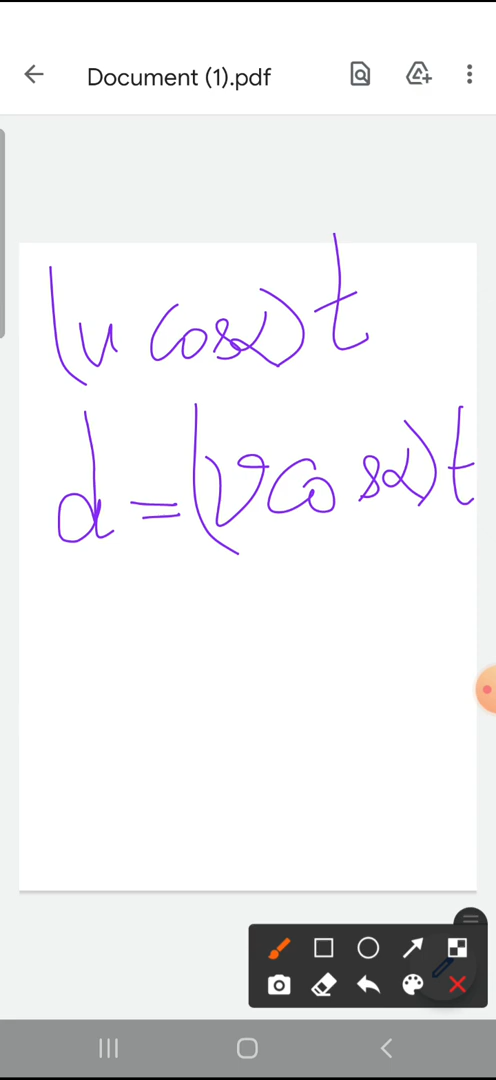 Document (1).pdf
(u cosα) t
d = (v cosα) t